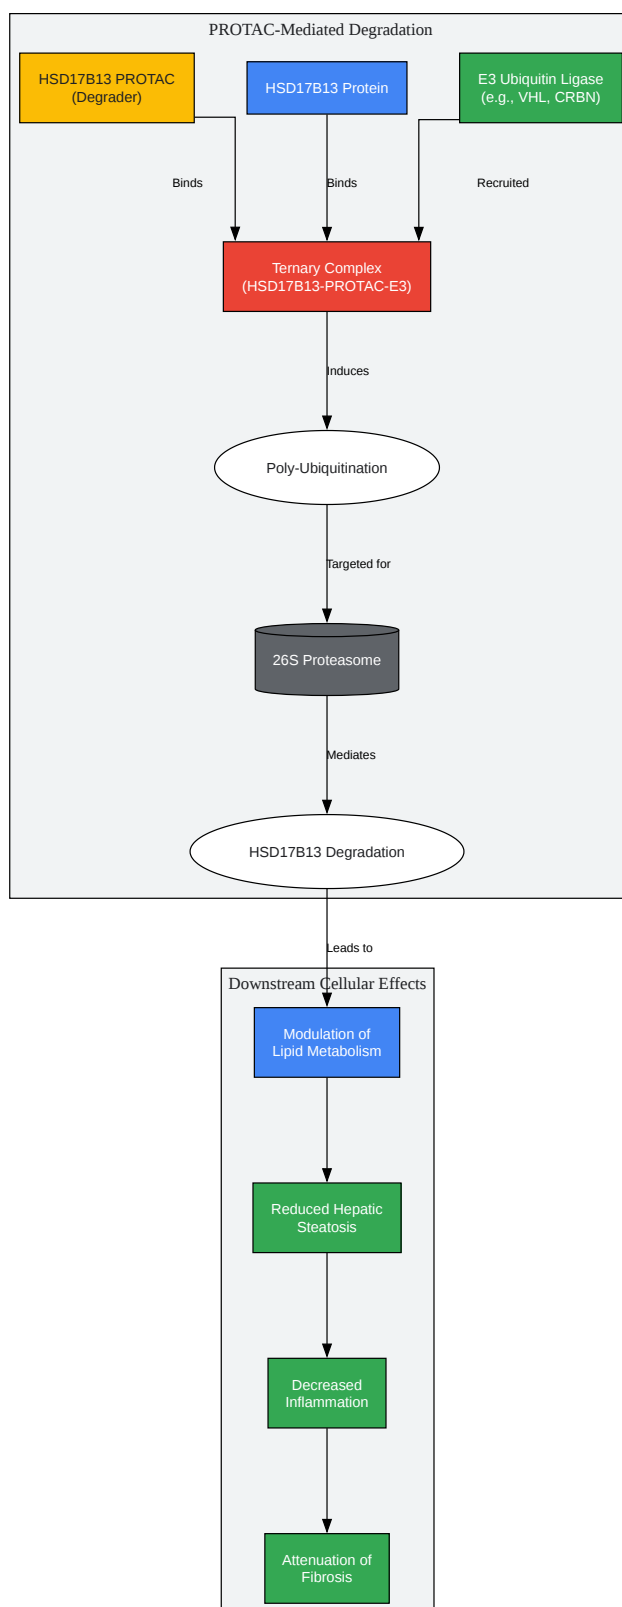 PROTAC-Mediated Degradation
HSD17B13 PROTAC
(Degrader)
HSD17B13 Protein
E3 Ubiquitin Ligase
(e.g., VHL, CRBN)
Binds
Binds
Recruited
Ternary Complex
(HSD17B13-PROTAC-E3)
Induces
Poly-Ubiquitination
Targeted for
26S Proteasome
Mediates
HSD17B13 Degradation
Leads to
Downstream Cellular Effects
Modulation of
Lipid Metabolism
Reduced Hepatic
Steatosis
Decreased
Inflammation
Attenuation of
Fibrosis